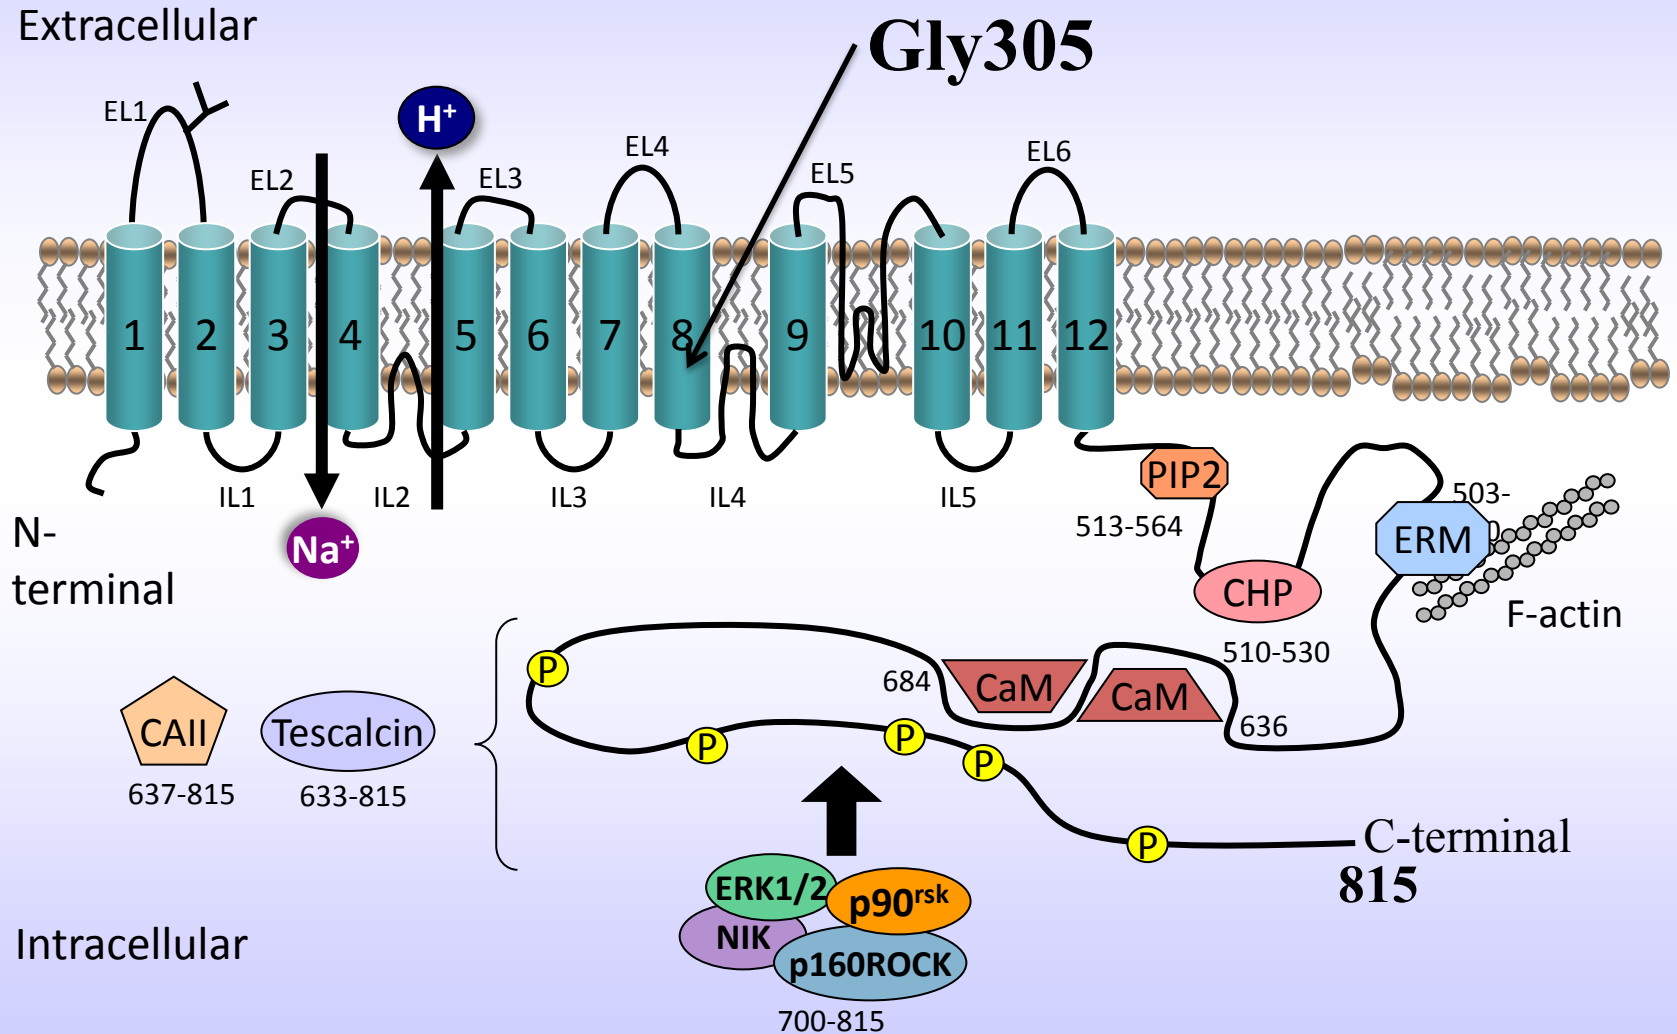 Extracellular
Gly305
EL1
H⁺
EL2
EL3
EL4
EL5
EL6
1
2
3
4
5
6
7
8
9
10
11
12
IL1
IL2
IL3
IL4
IL5
N-
terminal
Na⁺
PIP2
513-564
503-
ERM
CHP
F-actin
510-530
P
684
CaM
CaM
636
CAII
Tescalcin
P
P
P
637-815
633-815
P
C-terminal
815
ERK1/2
p90ʳˢᵏ
NIK
p160ROCK
Intracellular
700-815